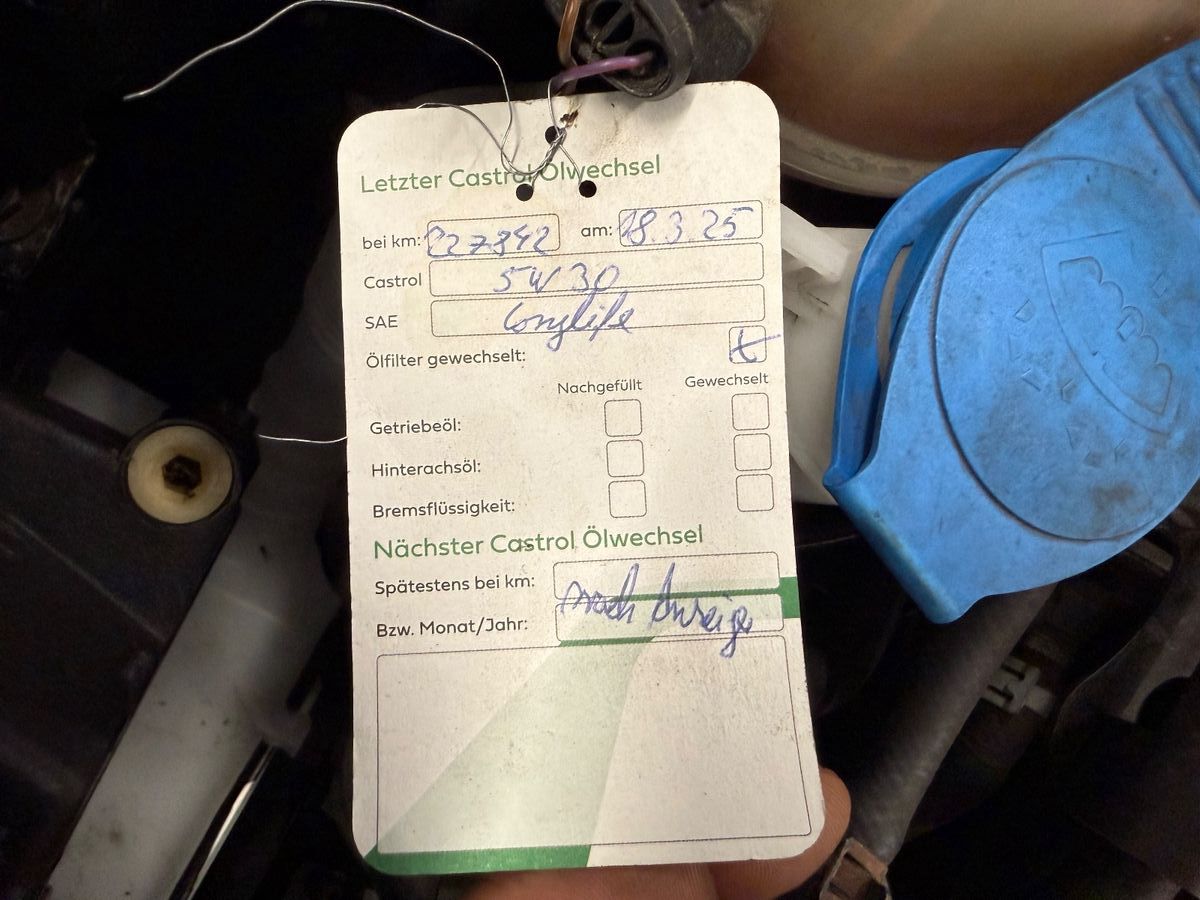 Letzter Castrol Ölwechsel
bei km: 227842 am: 18.3.25
Castrol 5W30
SAE Longlife
Ölfilter gewechselt:
Nachgefüllt Gewechselt
Getriebeöl:
Hinterachsöl:
Bremsflüssigkeit:
Nächster Castrol Ölwechsel
Spätestens bei km:
nach Anzeige
Bzw. Monat/Jahr: